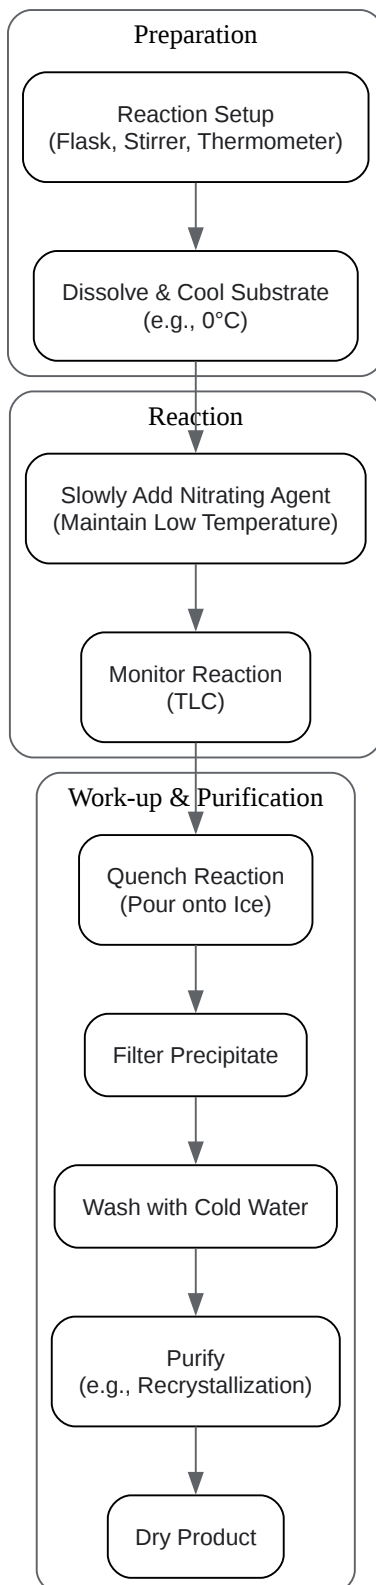 Preparation
Reaction Setup
(Flask, Stirrer, Thermometer)
Dissolve & Cool Substrate
(e.g., 0°C)
Reaction
Slowly Add Nitrating Agent
(Maintain Low Temperature)
Monitor Reaction
(TLC)
Work-up & Purification
Quench Reaction
(Pour onto Ice)
Filter Precipitate
Wash with Cold Water
Purify
(e.g., Recrystallization)
Dry Product